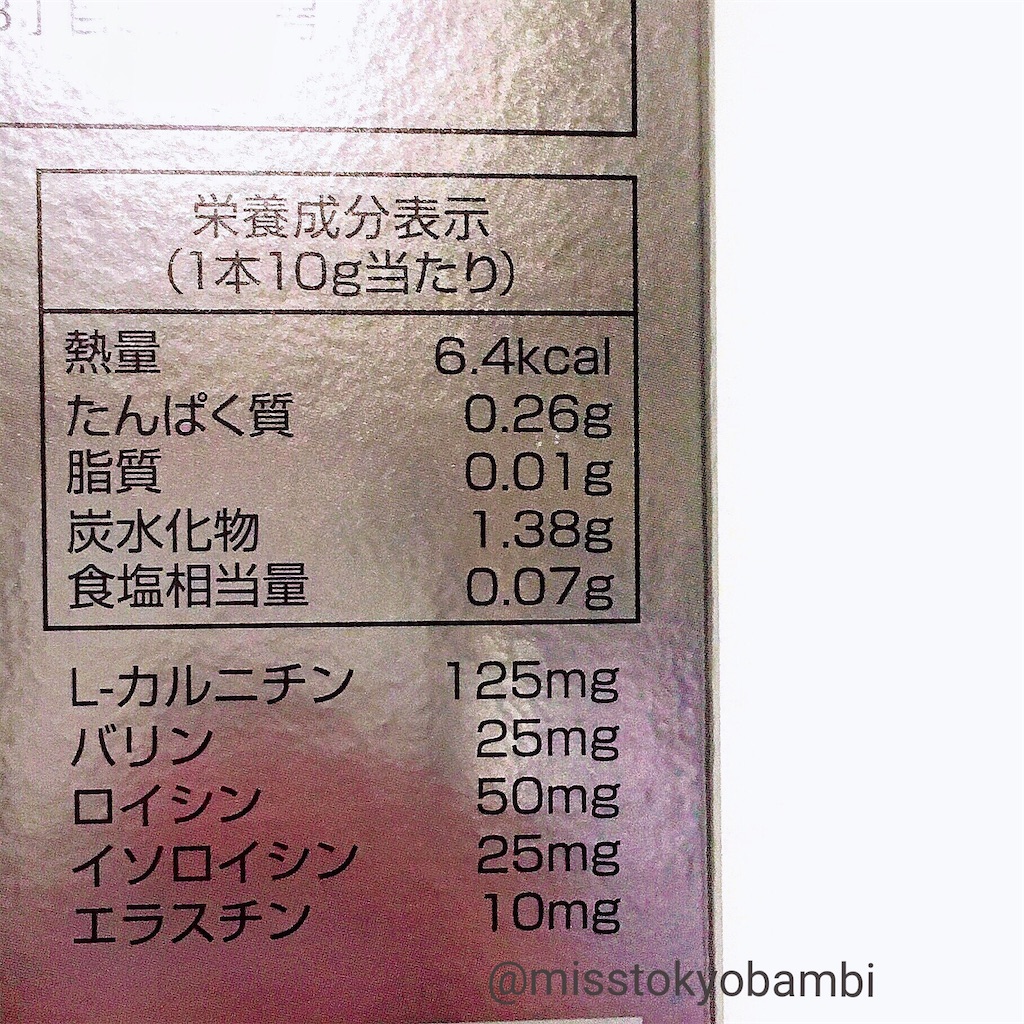 栄養成分表示
(1本10g当たり)
熱量 6.4kcal
たんぱく質 0.26g
脂質 0.01g
炭水化物 1.38g
食塩相当量 0.07g
L-カルニチン 125mg
バリン 25mg
ロイシン 50mg
イソロイシン 25mg
エラスチン 10mg
@misstokyobambi